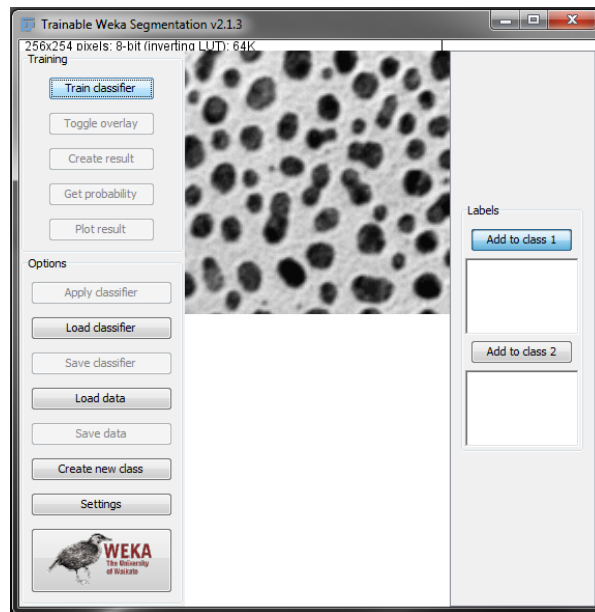 Trainable Weka Segmentation v2.1.3
256x254 pixels; 8-bit (inverting LUT); 64K
Training
Train classifier
Toggle overlay
Create result
Get probability
Plot result
Options
Apply classifier
Load classifier
Save classifier
Load data
Save data
Create new class
Settings
WEKA
The University
of Waikato
Labels
Add to class 1
Add to class 2